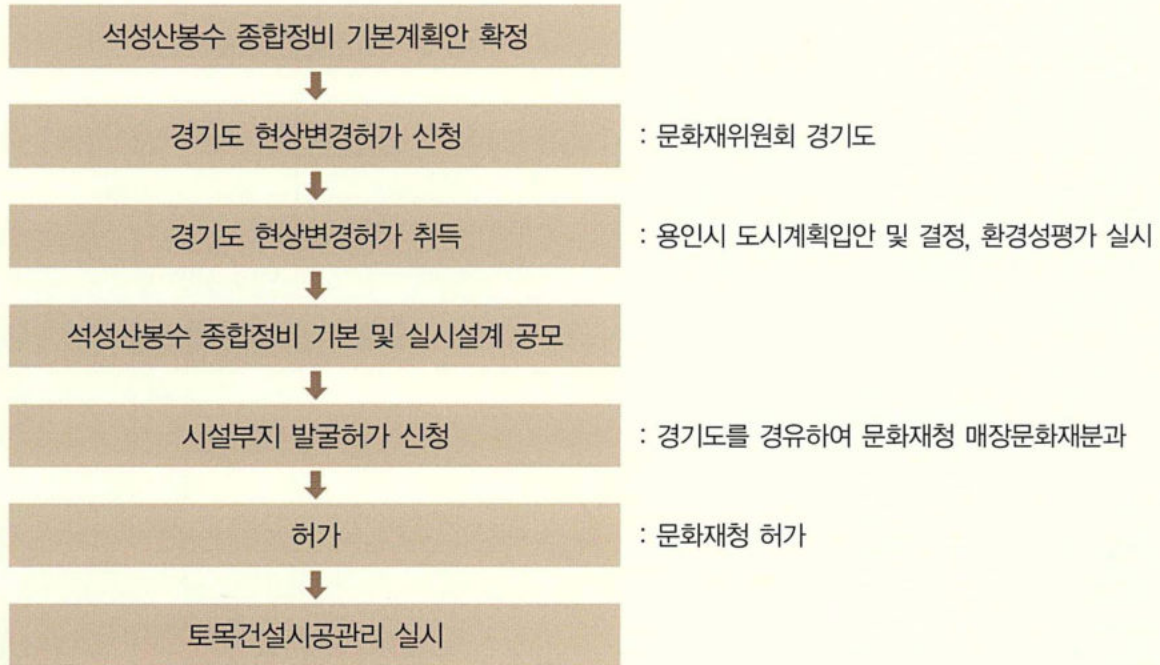 석성산봉수 종합정비 기본계획안 확정
경기도 현상변경허가 신청 : 문화재위원회 경기도
경기도 현상변경허가 취득 : 용인시 도시계획입안 및 결정, 환경성평가 실시
석성산봉수 종합정비 기본 및 실시설계 공모
시설부지 발굴허가 신청 : 경기도를 경유하여 문화재청 매장문화재분과
허가 : 문화재청 허가
토목건설시공관리 실시